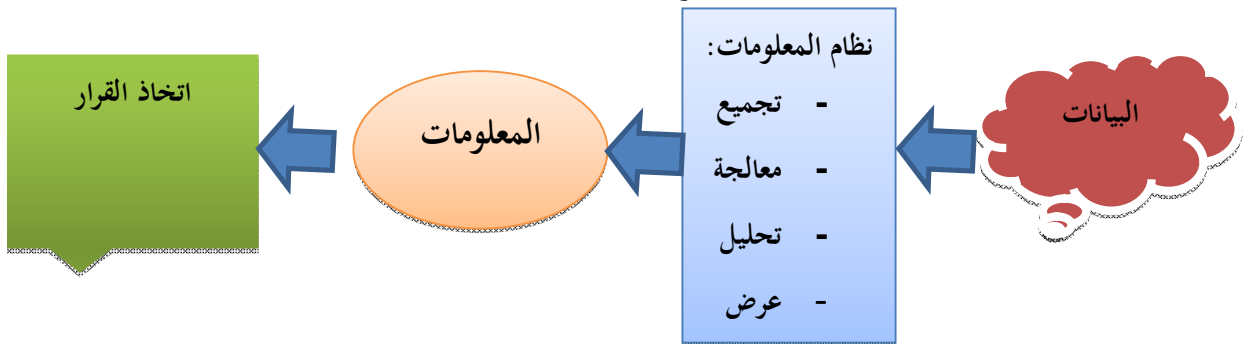 البيانات
نظام المعلومات:
- تجميع
- معالجة
- تحليل
- عرض
المعلومات
اتخاذ القرار